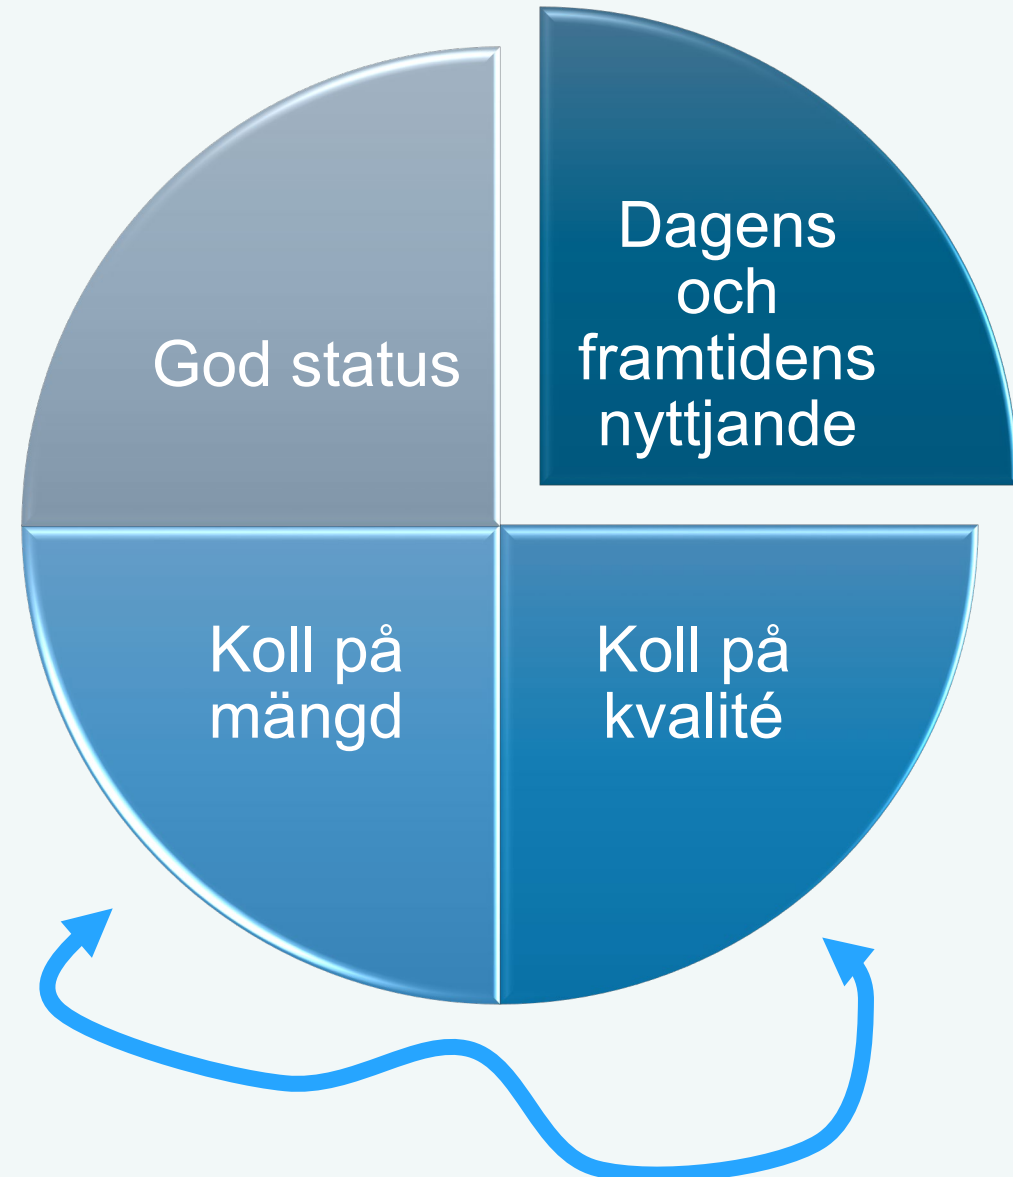 God status
Dagens
och
framtidens
nyttjande
Koll på
mängd
Koll på
kvalité